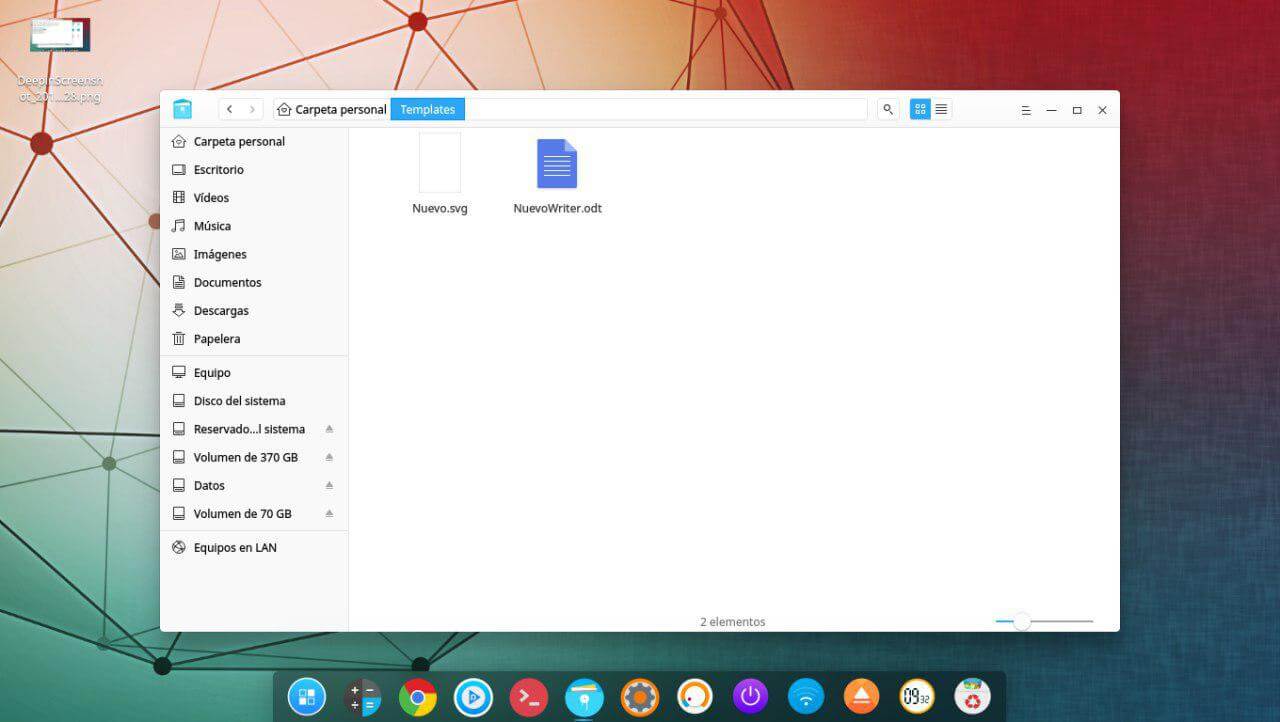 DeepinScreensh
ot_201...28.png
Carpeta personal
Templates
Carpeta personal
Escritorio
Vídeos
Música
Imágenes
Documentos
Descargas
Papelera
Equipo
Disco del sistema
Reservado...l sistema
Volumen de 370 GB
Datos
Volumen de 70 GB
Equipos en LAN
Nuevo.svg
NuevoWriter.odt
2 elementos
09 32